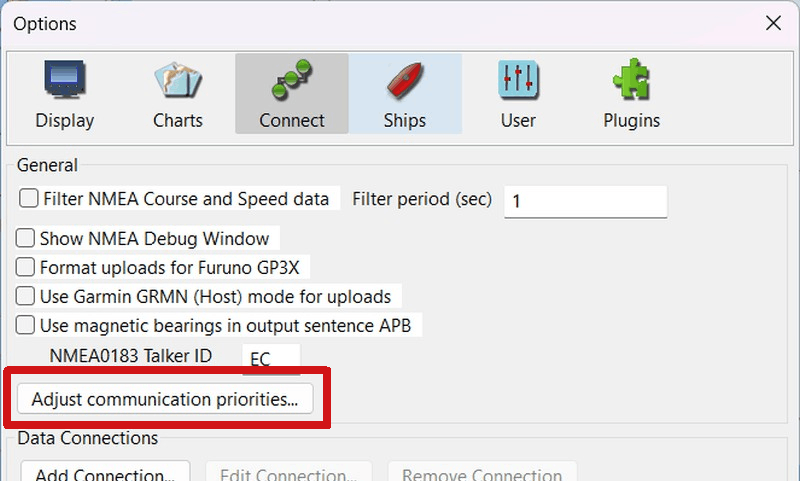 Options
Display Charts Connect Ships User Plugins
General
Filter NMEA Course and Speed data Filter period (sec) 1
Show NMEA Debug Window
Format uploads for Furuno GP3X
Use Garmin GRMN (Host) mode for uploads
Use magnetic bearings in output sentence APB
NMEA0183 Talker ID EC
Adjust communication priorities...
Data Connections
Add Connection... Edit Connection... Remove Connection